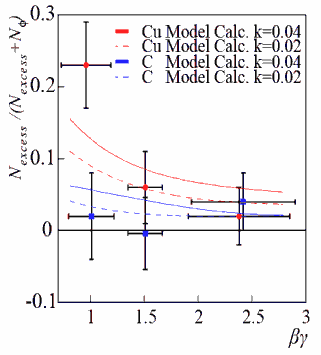 N_excess /(N_excess+N_ϕ)
0.3
0.2
0.1
0
-0.1
Cu Model Calc. k=0.04
Cu Model Calc. k=0.02
C Model Calc. k=0.04
C Model Calc. k=0.02
1 1.5 2 2.5 3
βγ